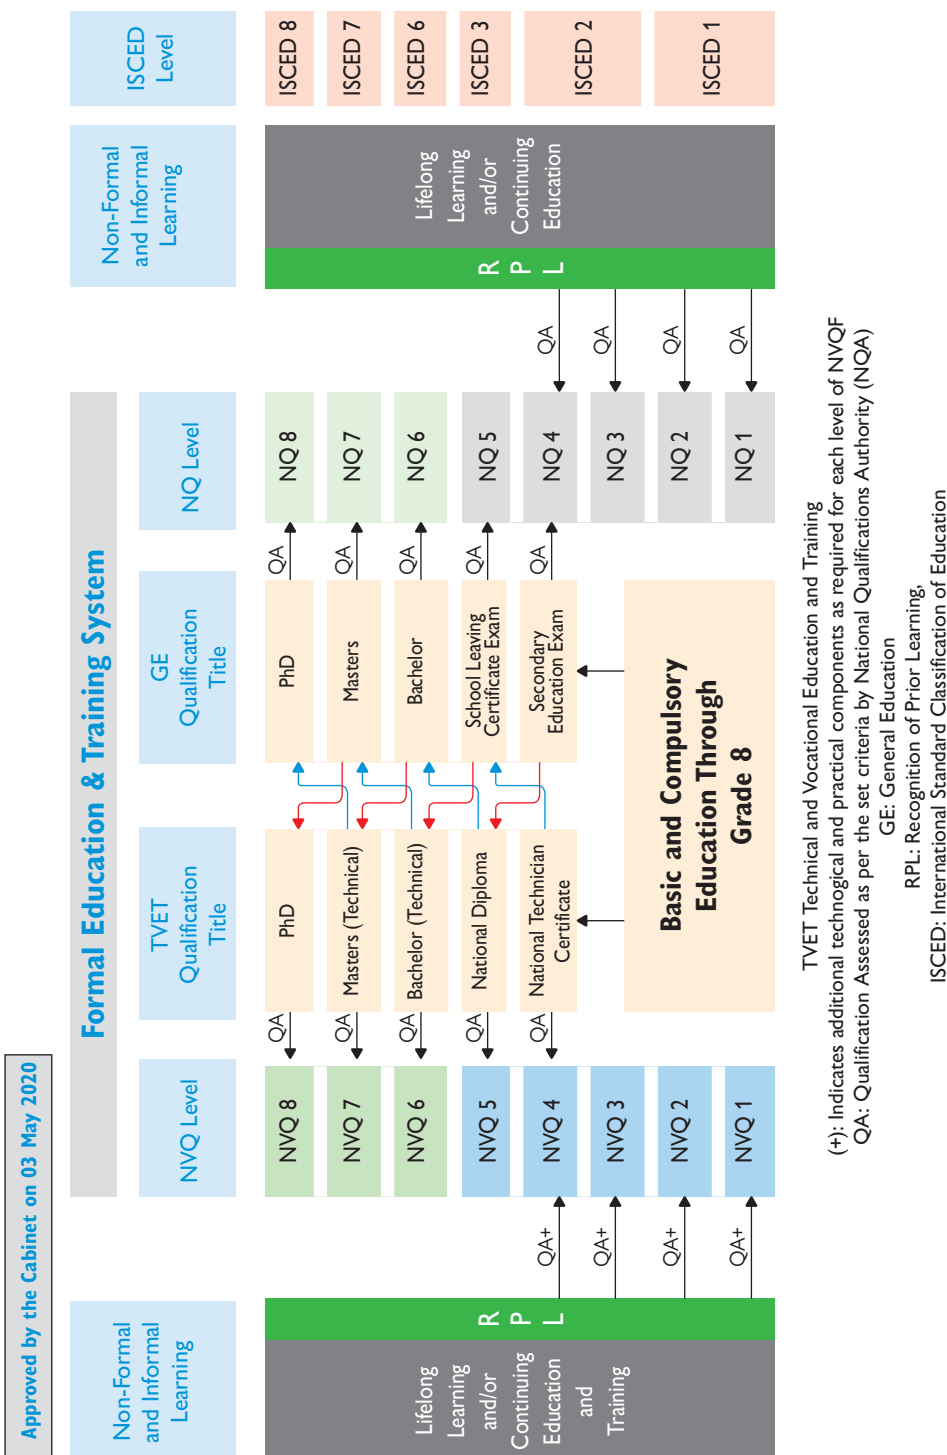 Approved by the Cabinet on 03 May 2020
Formal Education & Training System
Non-Formal
and Informal
Learning
NVQ Level
TVET
Qualification
Title
GE
Qualification
Title
NQ Level
Non-Formal
and Informal
Learning
ISCED
Level
Lifelong
Learning
and/or
Continuing
Education
and
Training
R
P
L
QA+
QA+
QA+
QA+
NVQ 8
NVQ 7
NVQ 6
NVQ 5
NVQ 4
NVQ 3
NVQ 2
NVQ 1
QA
QA
QA
QA
QA
PhD
Masters (Technical)
Bachelor (Technical)
National Diploma
National Technician
Certificate
PhD
Masters
Bachelor
School Leaving
Certificate Exam
Secondary
Education Exam
Basic and Compulsory
Education Through
Grade 8
QA
QA
QA
QA
QA
NQ 8
NQ 7
NQ 6
NQ 5
NQ 4
NQ 3
NQ 2
NQ 1
QA
QA
QA
QA
R
P
L
Lifelong
Learning
and/or
Continuing
Education
ISCED 8
ISCED 7
ISCED 6
ISCED 3
ISCED 2
ISCED 1
TVET Technical and Vocational Education and Training
(+): Indicates additional technogical and practical components as required for each level of NVQF
QA: Qualification Assessed as per the set criteria by National Qualifications Authority (NQA)
GE: General Education
RPL: Recognition of Prior Learning,
ISCED: International Standard Classification of Education